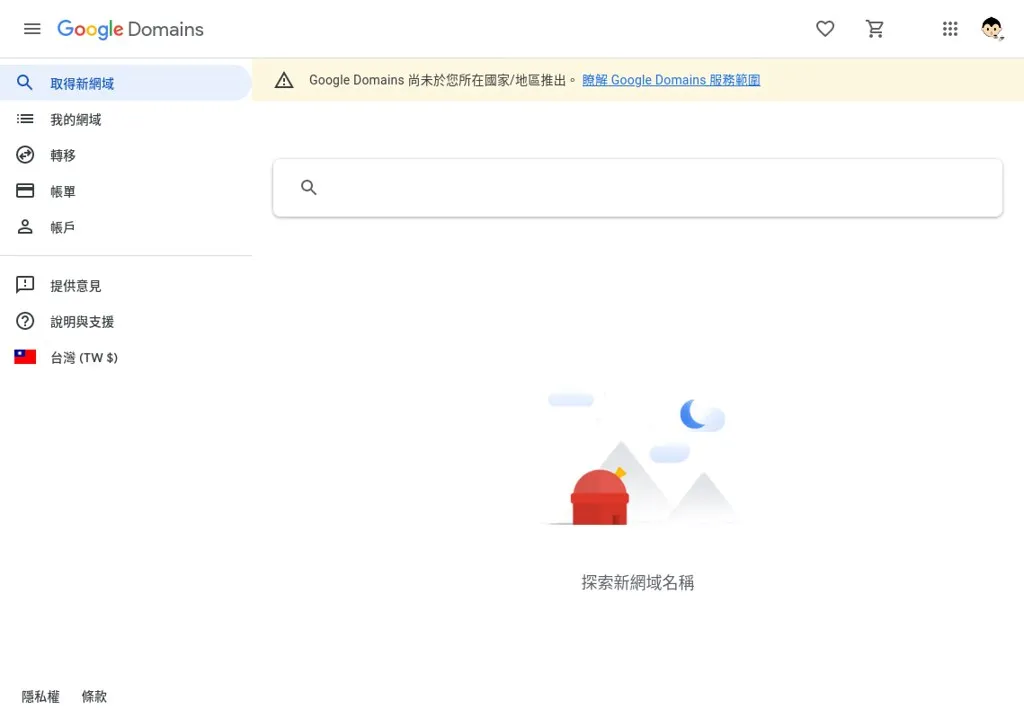 Google Domains
取得新網域
Google Domains 尚未於您所在國家/地區推出。 瞭解 Google Domains 服務範圍
我的網域
轉移
帳單
帳戶
提供意見
說明與支援
台灣 (TW $)
探索新網域名稱
隱私權 條款